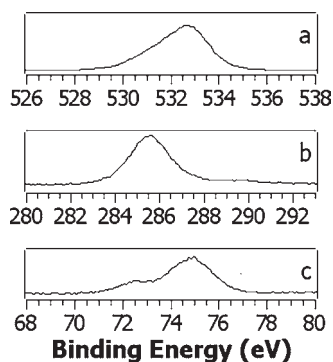 a
526 528 530 532 534 536 538
b
280 282 284 286 288 290 292
c
68 70 72 74 76 78 80
Binding Energy (eV)